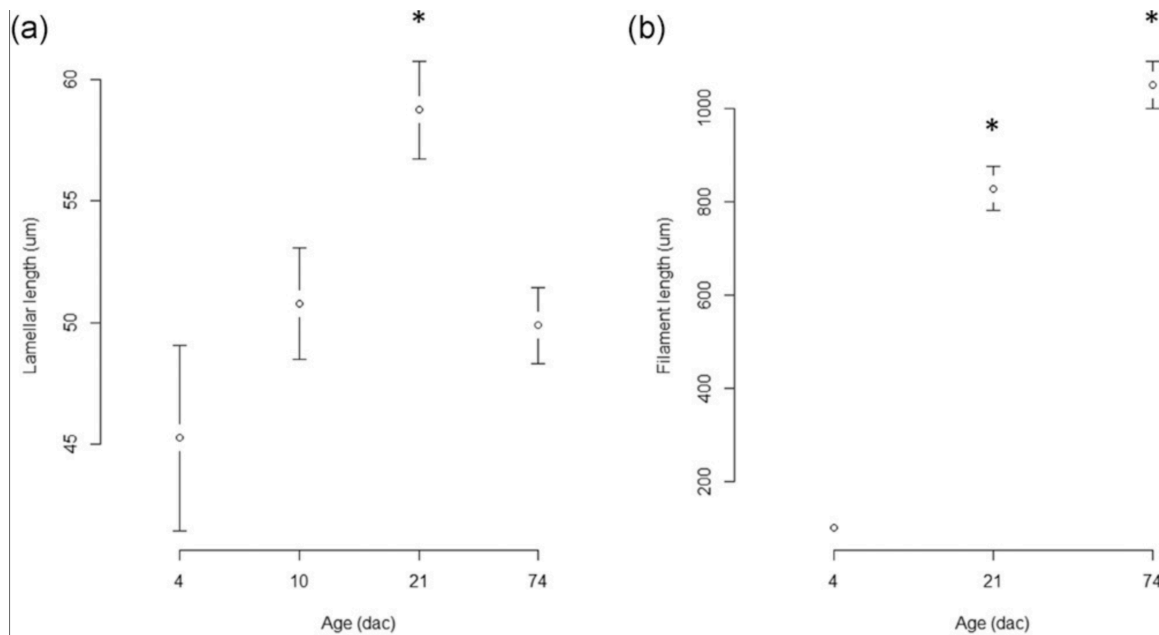 (a)
*
60
55
50
45
Lamellar length (um)
4 10 21 74
Age (dac)
(b)
*
*
1000
800
600
400
200
Filament length (um)
4 21 74
Age (dac)